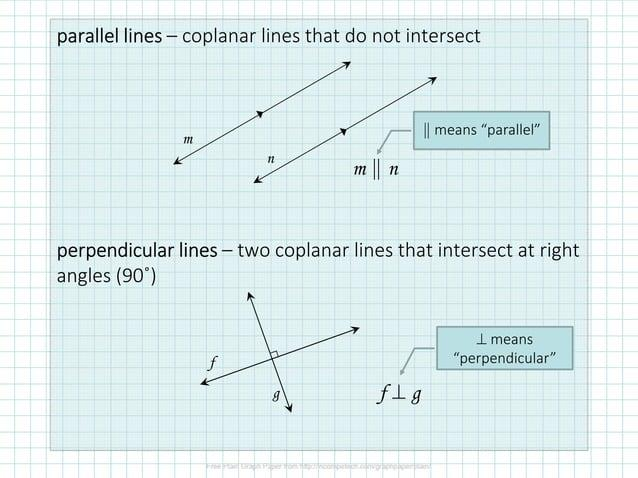 parallel lines – coplanar lines that do not intersect
m
n
|| means “parallel”
m || n
perpendicular lines – two coplanar lines that intersect at right
angles (90˚)
f
g
⊥ means
“perpendicular”
f ⊥ g
Free Plain Graph Paper from http://incompetech.com/graphpaper/plain/